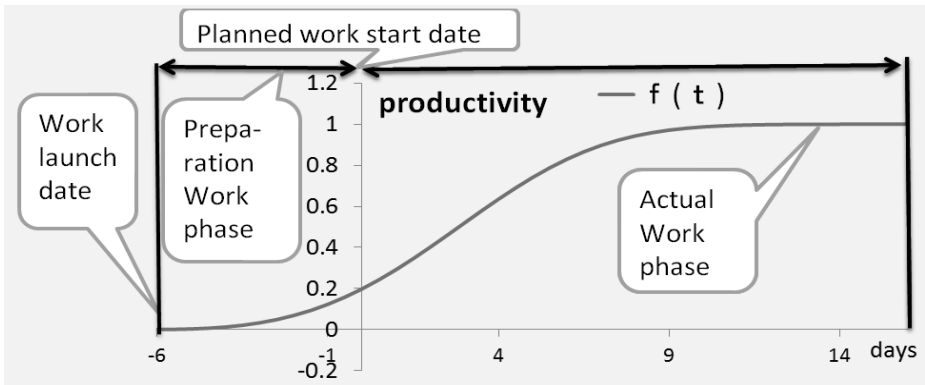 Planned work start date
Work
launch
date
Prepa-
ration
Work
phase
productivity
f ( t )
Actual
Work
phase
1.2
1
0.8
0.6
0.4
0.2
0
-0.2
-6
-1
4
9
14
days